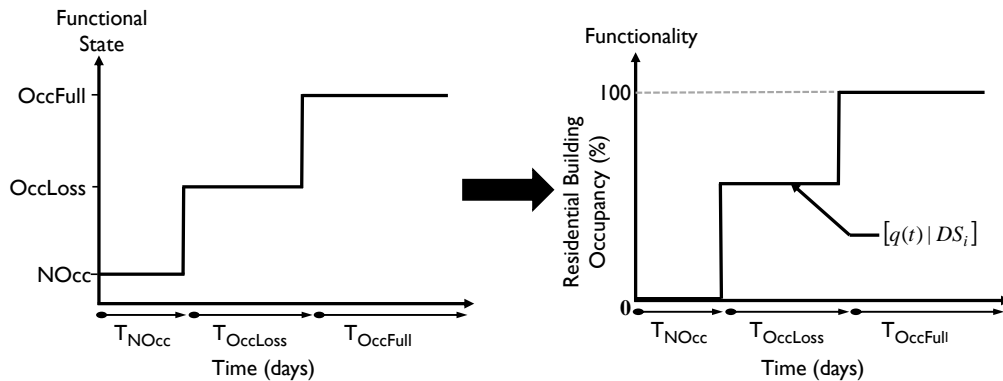 Functional
State
OccFull
OccLoss
NOcc
T_NOcc
T_OccLoss
T_OccFull
Time (days)
Functionality
Residential Building
Occupancy (%)
100
0
[q(t) | DS_i]
T_NOcc
T_OccLoss
T_OccFull
Time (days)